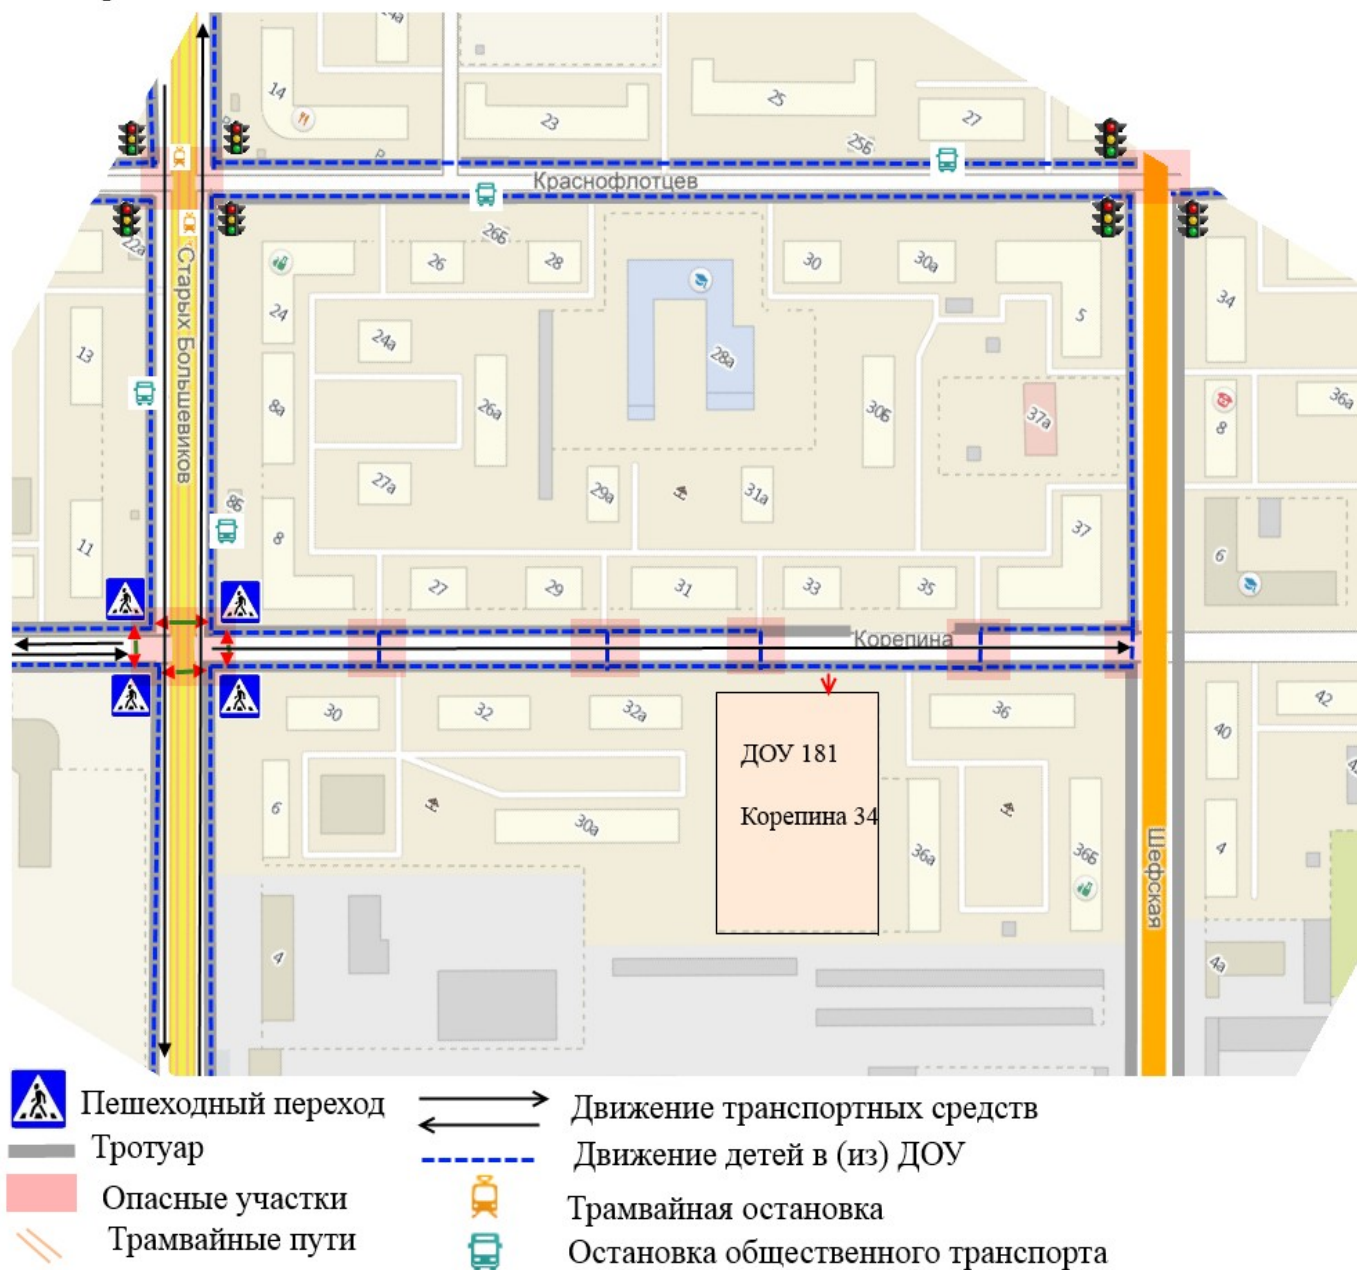 14
23
25
27
25Б
Краснофлотцев
22а
26Б
26
28
30
30а
5
34
24
24а
28а
13
Старых Большевиков
8а
26а
30Б
37а
8
36а
27а
29а
31а
8Б
8
37
11
6
27
29
31
33
35
Корепина
30
32
32а
36
42
40
ДОУ 181
Корепина 34
6
30а
36а
36Б
Шефская
4
4
4а
Пешеходный переход
Движение транспортных средств
Тротуар
Движение детей в (из) ДОУ
Опасные участки
Трамвайная остановка
Трамвайные пути
Остановка общественного транспорта